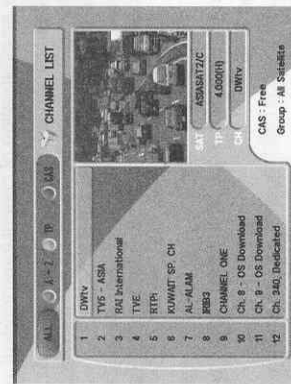 CHANNEL LIST
ALL A - Z TP CAS
1 DWtv
2 TV5 - ASIA
3 RAI International
4 TVE
5 RTPi
6 KUWAIT SP. CH
7 AL-ALAM
8 IRIB3
9 CHANNEL ONE
10 Ch. 8 - OS Download
11 Ch. 9 - OS Download
12 Ch. 340, Dedicated
SAT ASIASAT2/C
TP 4.000(H)
CH DWtv
CAS : Free
Group : All Satellite